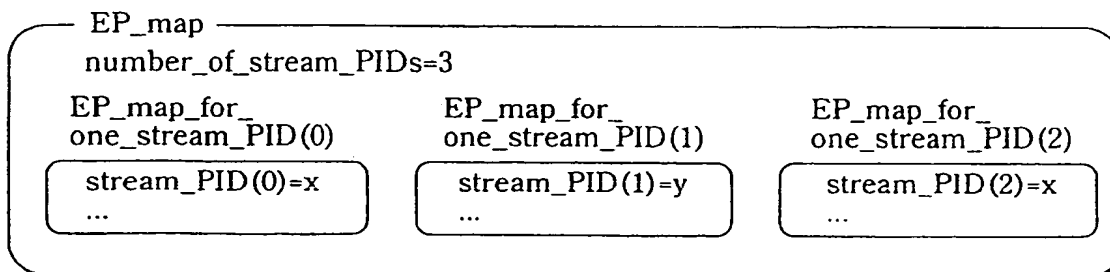 EP_map
number_of_stream_PIDs=3
EP_map_for_
one_stream_PID(0)
stream_PID(0)=x
...
EP_map_for_
one_stream_PID(1)
stream_PID(1)=y
...
EP_map_for_
one_stream_PID(2)
stream_PID(2)=x
...